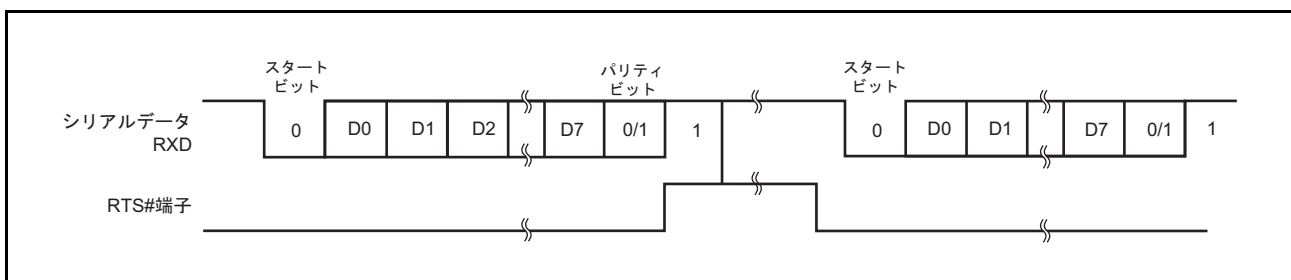 スタート
ビット
パリティ
ビット
スタート
ビット
シリアルデータ
RXD
0 D0 D1 D2 D7 0/1 1 0 D0 D1 D7 0/1 1
RTS#端子